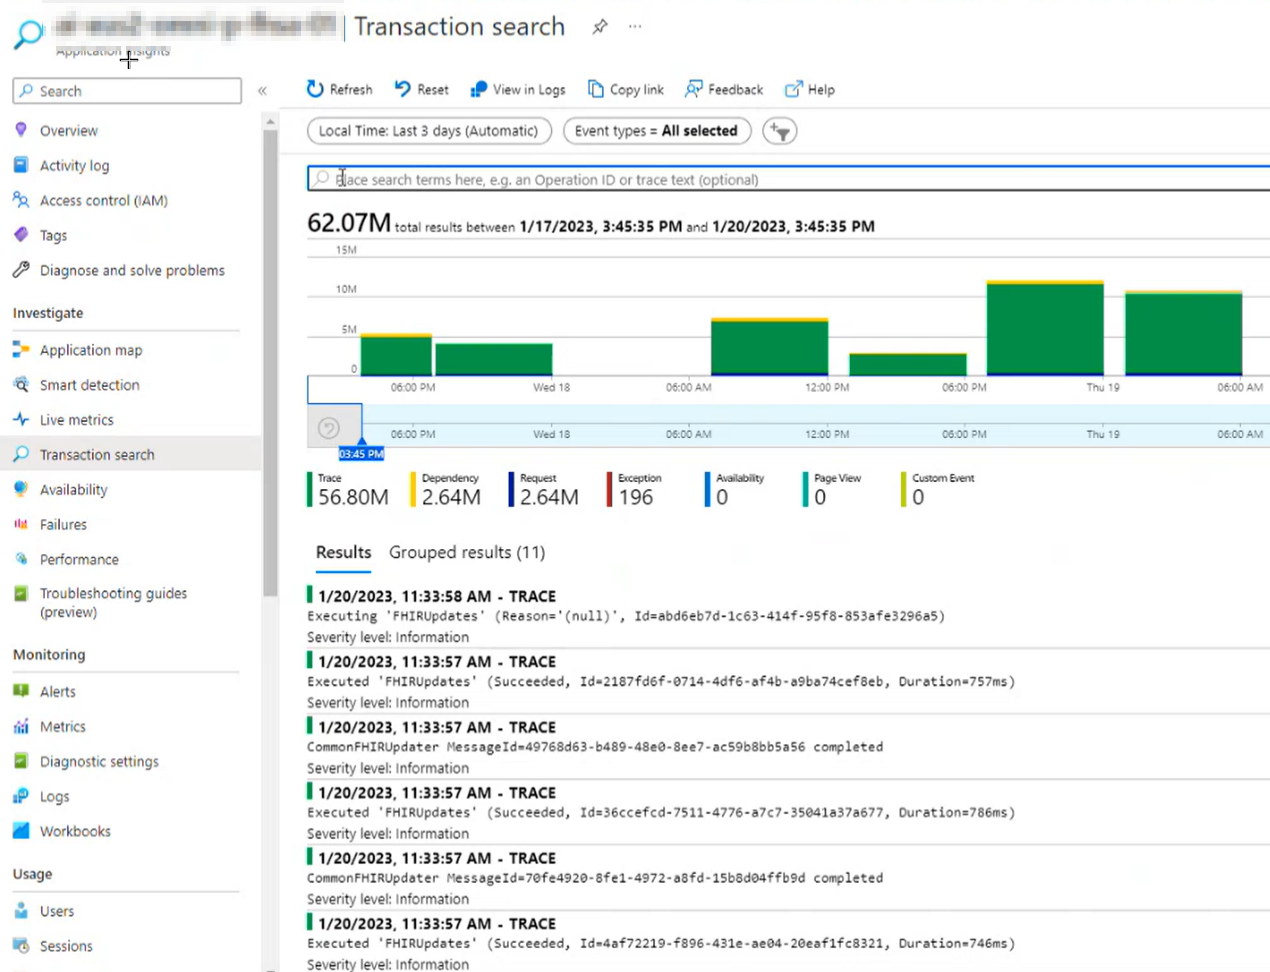 | Transaction search
Application Insights
Search
Refresh Reset View in Logs Copy link Feedback Help
Local Time: Last 3 days (Automatic) Event types = All selected
Place search terms here, e.g. an Operation ID or trace text (optional)
62.07M total results between 1/17/2023, 3:45:35 PM and 1/20/2023, 3:45:35 PM
15M
10M
5M
0
06:00 PM Wed 18 06:00 AM 12:00 PM 06:00 PM Thu 19 06:00 AM
06:00 PM Wed 18 06:00 AM 12:00 PM 06:00 PM Thu 19 06:00 AM
03:45 PM
Trace Dependency Request Exception Availability Page View Custom Event
56.80M 2.64M 2.64M 196 0 0 0
Results Grouped results (11)
1/20/2023, 11:33:58 AM - TRACE
Executing 'FHIRUpdates' (Reason='(null)', Id=abd6eb7d-1c63-414f-95f8-853afe3296a5)
Severity level: Information
1/20/2023, 11:33:57 AM - TRACE
Executed 'FHIRUpdates' (Succeeded, Id=2187fd6f-0714-4df6-af4b-a9ba74cef8eb, Duration=757ms)
Severity level: Information
1/20/2023, 11:33:57 AM - TRACE
CommonFHIRUpdater MessageId=49768d63-b489-48e0-8ee7-ac59b8bb5a56 completed
Severity level: Information
1/20/2023, 11:33:57 AM - TRACE
Executed 'FHIRUpdates' (Succeeded, Id=36ccefcd-7511-4776-a7c7-35041a37a677, Duration=786ms)
Severity level: Information
1/20/2023, 11:33:57 AM - TRACE
CommonFHIRUpdater MessageId=70fe4920-8fe1-4972-a8fd-15b8d04ffb9d completed
Severity level: Information
1/20/2023, 11:33:57 AM - TRACE
Executed 'FHIRUpdates' (Succeeded, Id=4af72219-f896-431e-ae04-20eaf1fc8321, Duration=746ms)
Severity level: Information
Overview
Activity log
Access control (IAM)
Tags
Diagnose and solve problems
Investigate
Application map
Smart detection
Live metrics
Transaction search
Availability
Failures
Performance
Troubleshooting guides
(preview)
Monitoring
Alerts
Metrics
Diagnostic settings
Logs
Workbooks
Usage
Users
Sessions